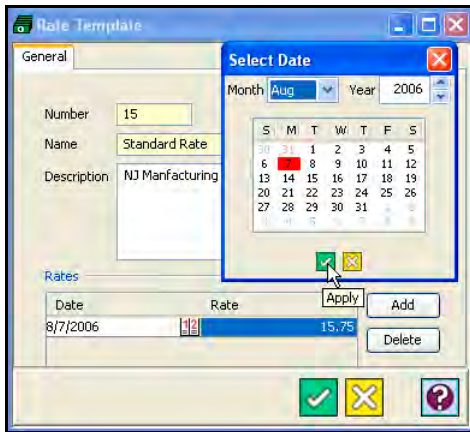 Rate Template
General
Select Date
Month Aug Year 2006
S M T W T F S
30 31 1 2 3 4 5
6 7 8 9 10 11 12
13 14 15 16 17 18 19
20 21 22 23 24 25 26
27 28 29 30 31
Number 15
Name Standard Rate
Description NJ Manfacturing
Apply
Rates
Date Rate
8/7/2006 12 15.75
Add
Delete
?